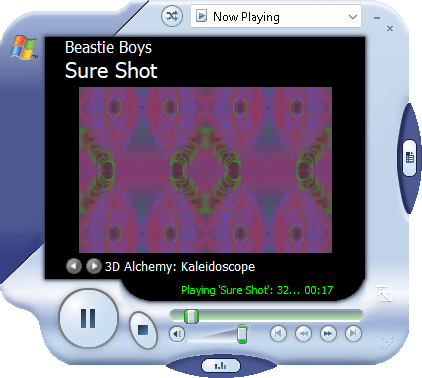 Now Playing
Beastie Boys
Sure Shot
3D Alchemy: Kaleidoscope
Playing 'Sure Shot': 32... 00:17